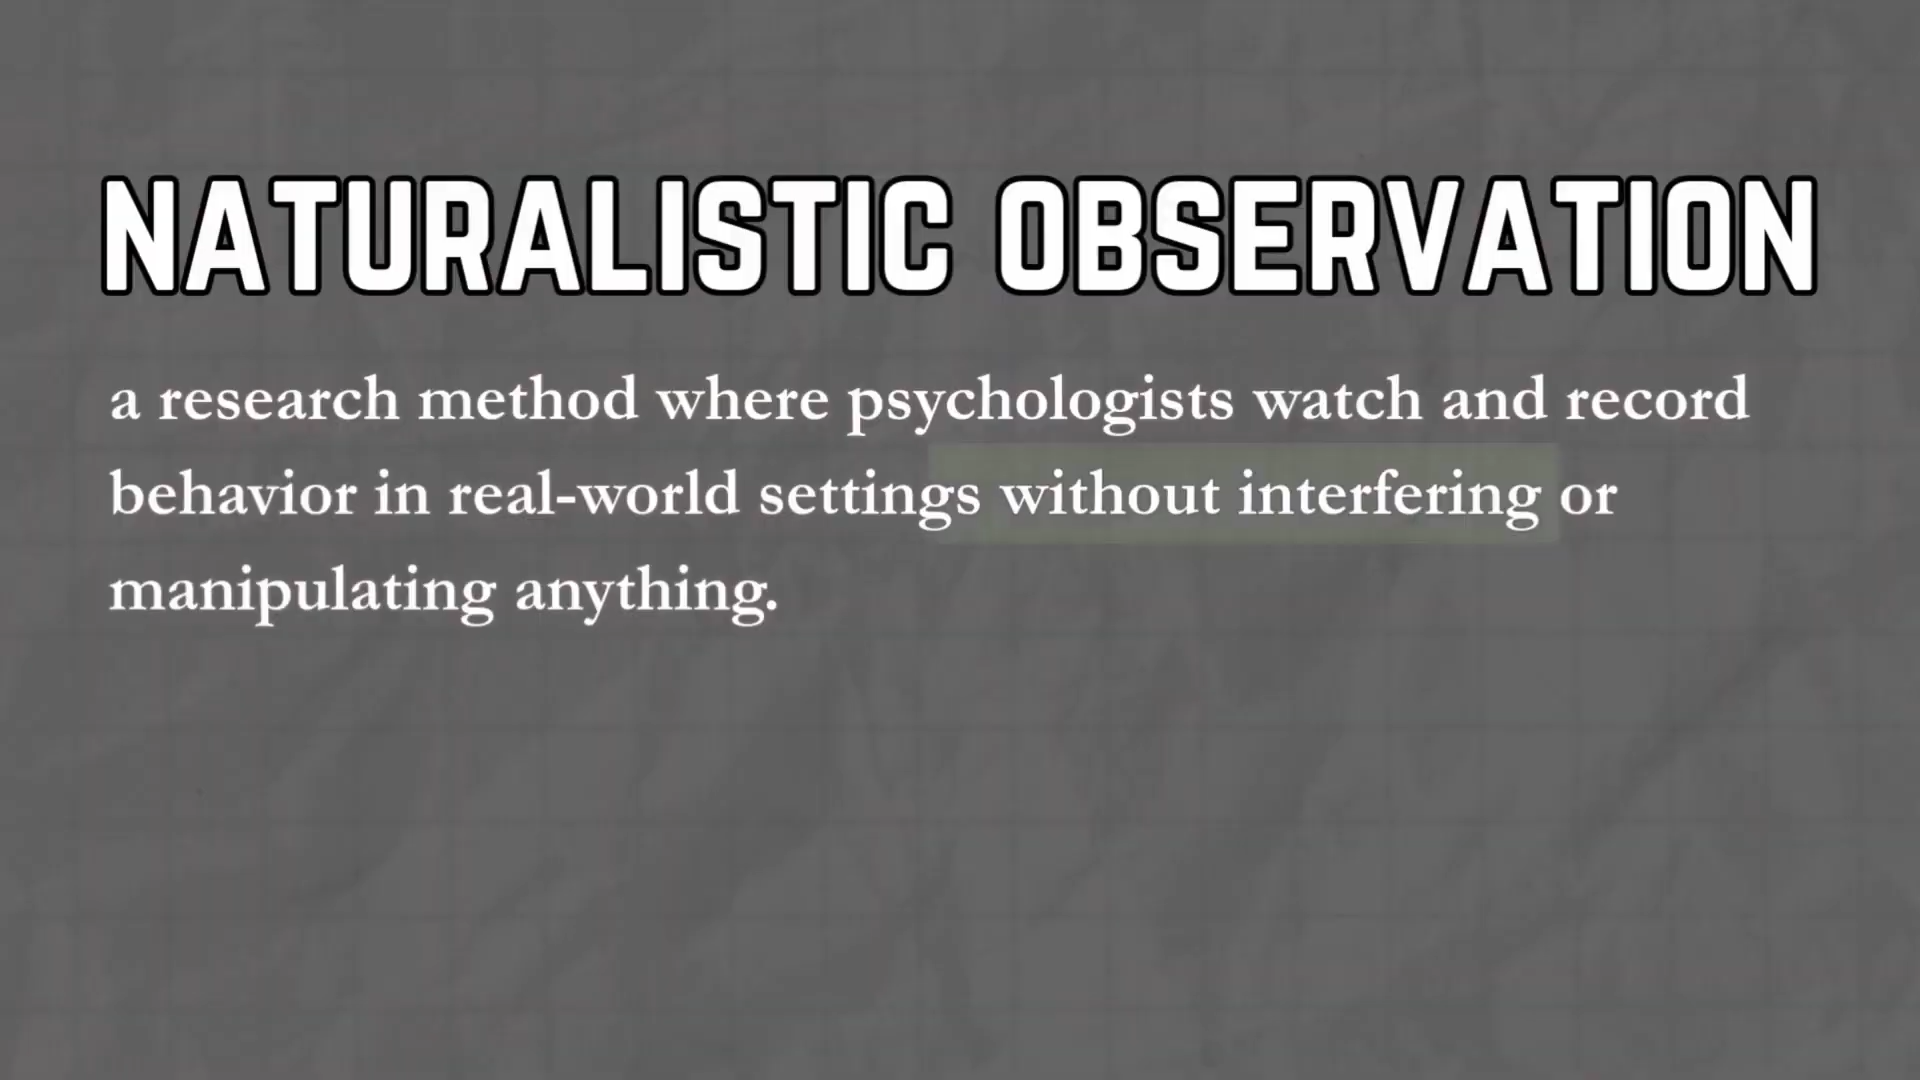 NATURALISTIC OBSERVATION
a research method where psychologists watch and record
behavior in real-world settings without interfering or
manipulating anything.